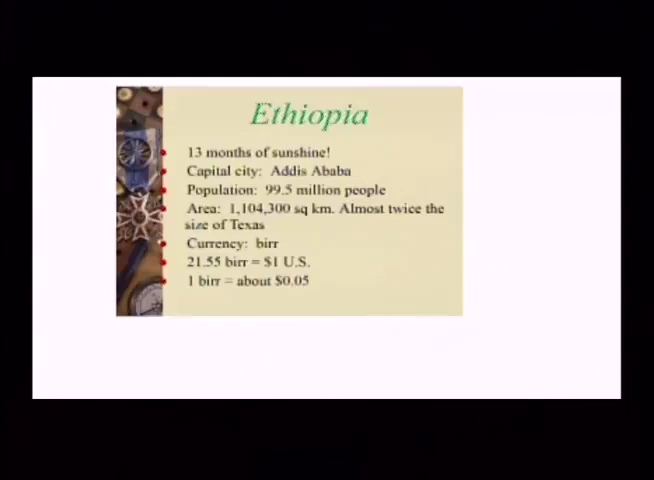 Ethiopia
13 months of sunshine!
Capital city: Addis Ababa
Population: 99.5 million people
Area: 1,104,300 sq km. Almost twice the
size of Texas
Currency: birr
21.55 birr = $1 U.S.
1 birr = about $0.05